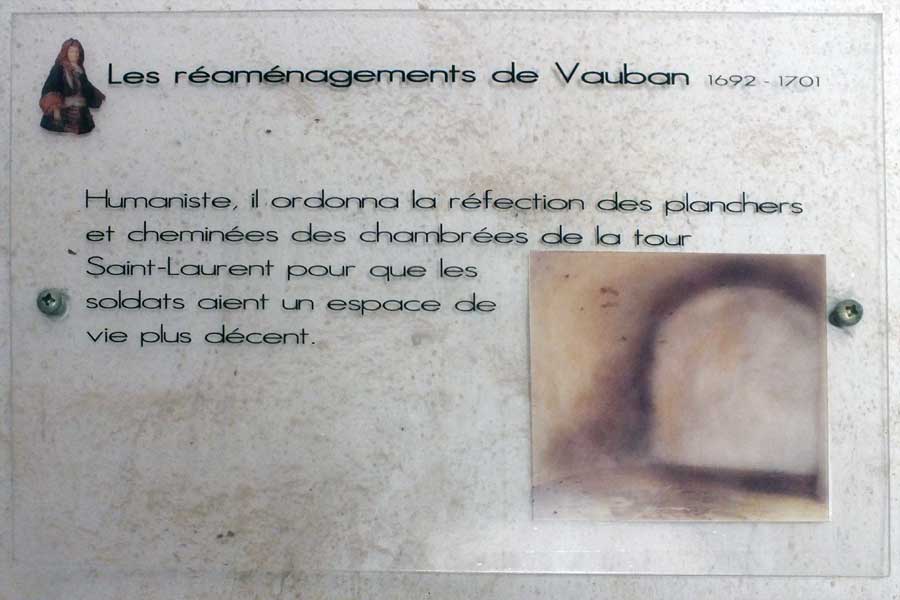 Les réaménagements de Vauban 1692 - 1701
Humaniste, il ordonna la réfection des planchers
et cheminées des chambrées de la tour
Saint-Laurent pour que les
soldats aient un espace de
vie plus décent.